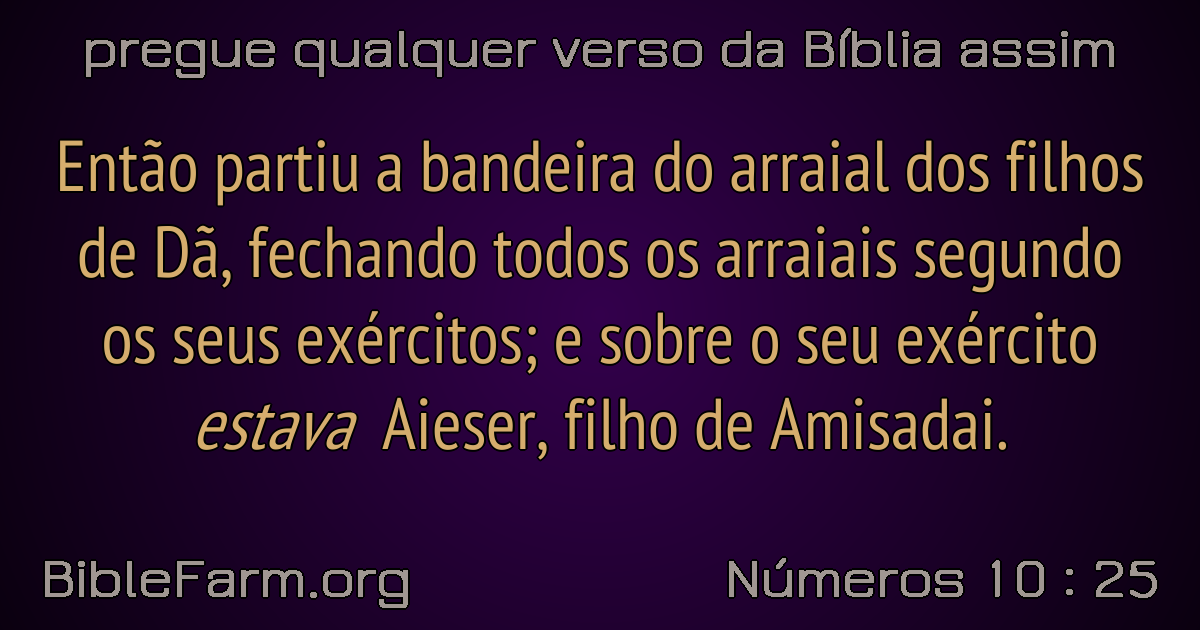 pregue qualquer verso da Bíblia assim
Então partiu a bandeira do arraial dos filhos
de Dã, fechando todos os arraiais segundo
os seus exércitos; e sobre o seu exército
estava Aieser, filho de Amisadai.
BibleFarm.org
Números 10 : 25